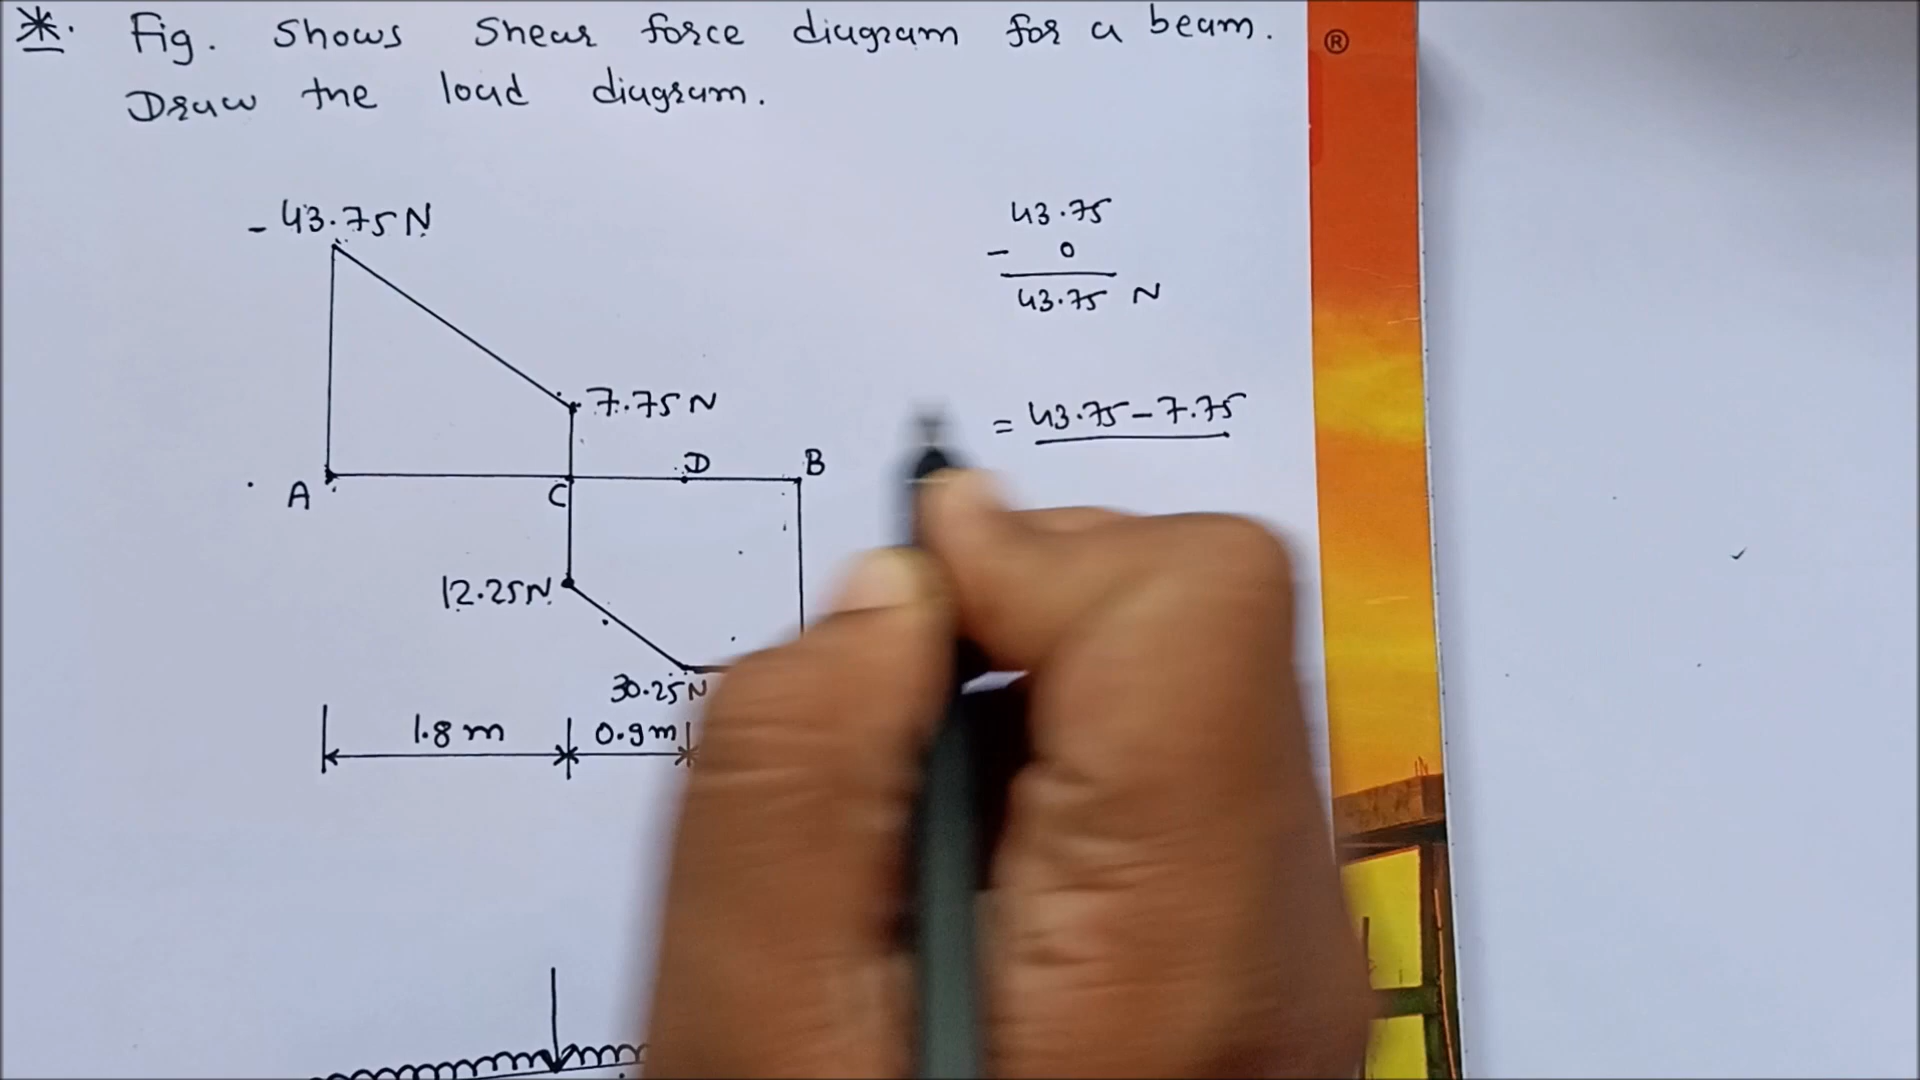 *. Fig. Shows Shear force diagram for a beam.
Draw the load diagram.
- 43.75 N
7.75 N
A
C
D
B
12.25 N
30.25 N
1.8 m
0.9 m
43.75
- 0
43.75 N
= 43.75 - 7.75
®